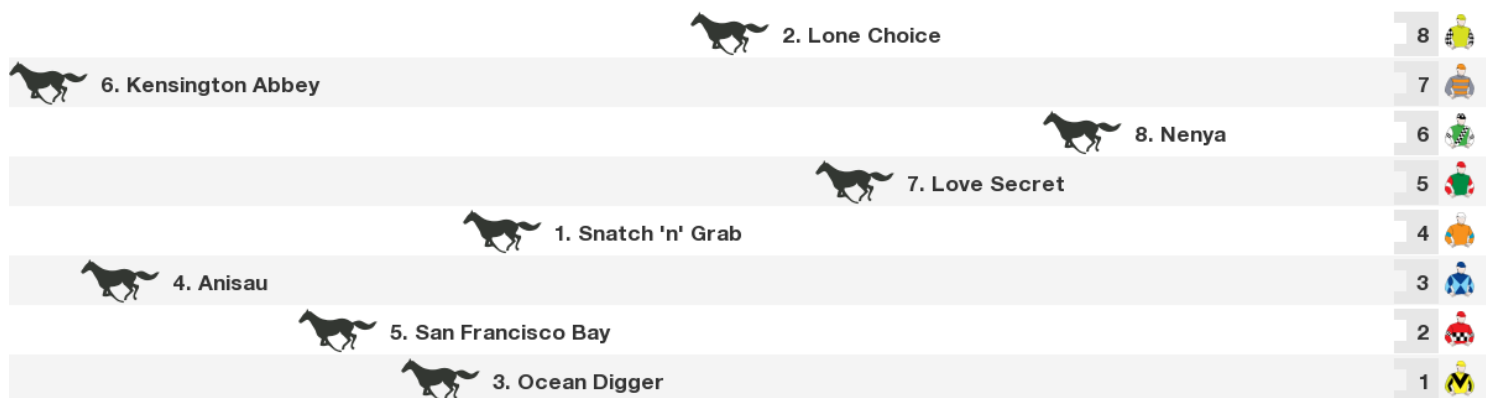 2. Lone Choice 8
6. Kensington Abbey 7
8. Nenya 6
7. Love Secret 5
1. Snatch 'n' Grab 4
4. Anisau 3
5. San Francisco Bay 2
3. Ocean Digger 1